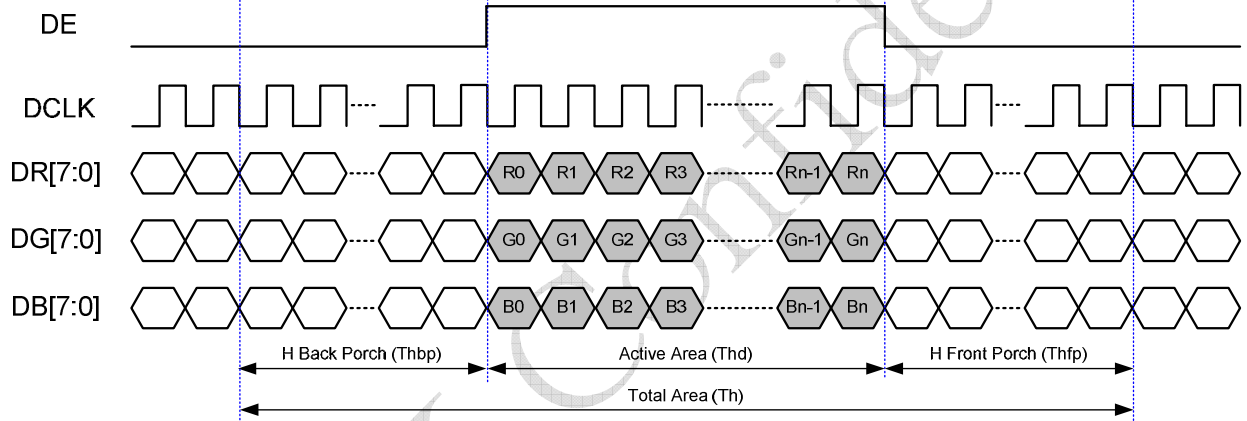 DE
DCLK
DR[7:0]
R0 R1 R2 R3 Rn-1 Rn
DG[7:0]
G0 G1 G2 G3 Gn-1 Gn
DB[7:0]
B0 B1 B2 B3 Bn-1 Bn
H Back Porch (Thbp) Active Area (Thd) H Front Porch (Thfp)
Total Area (Th)